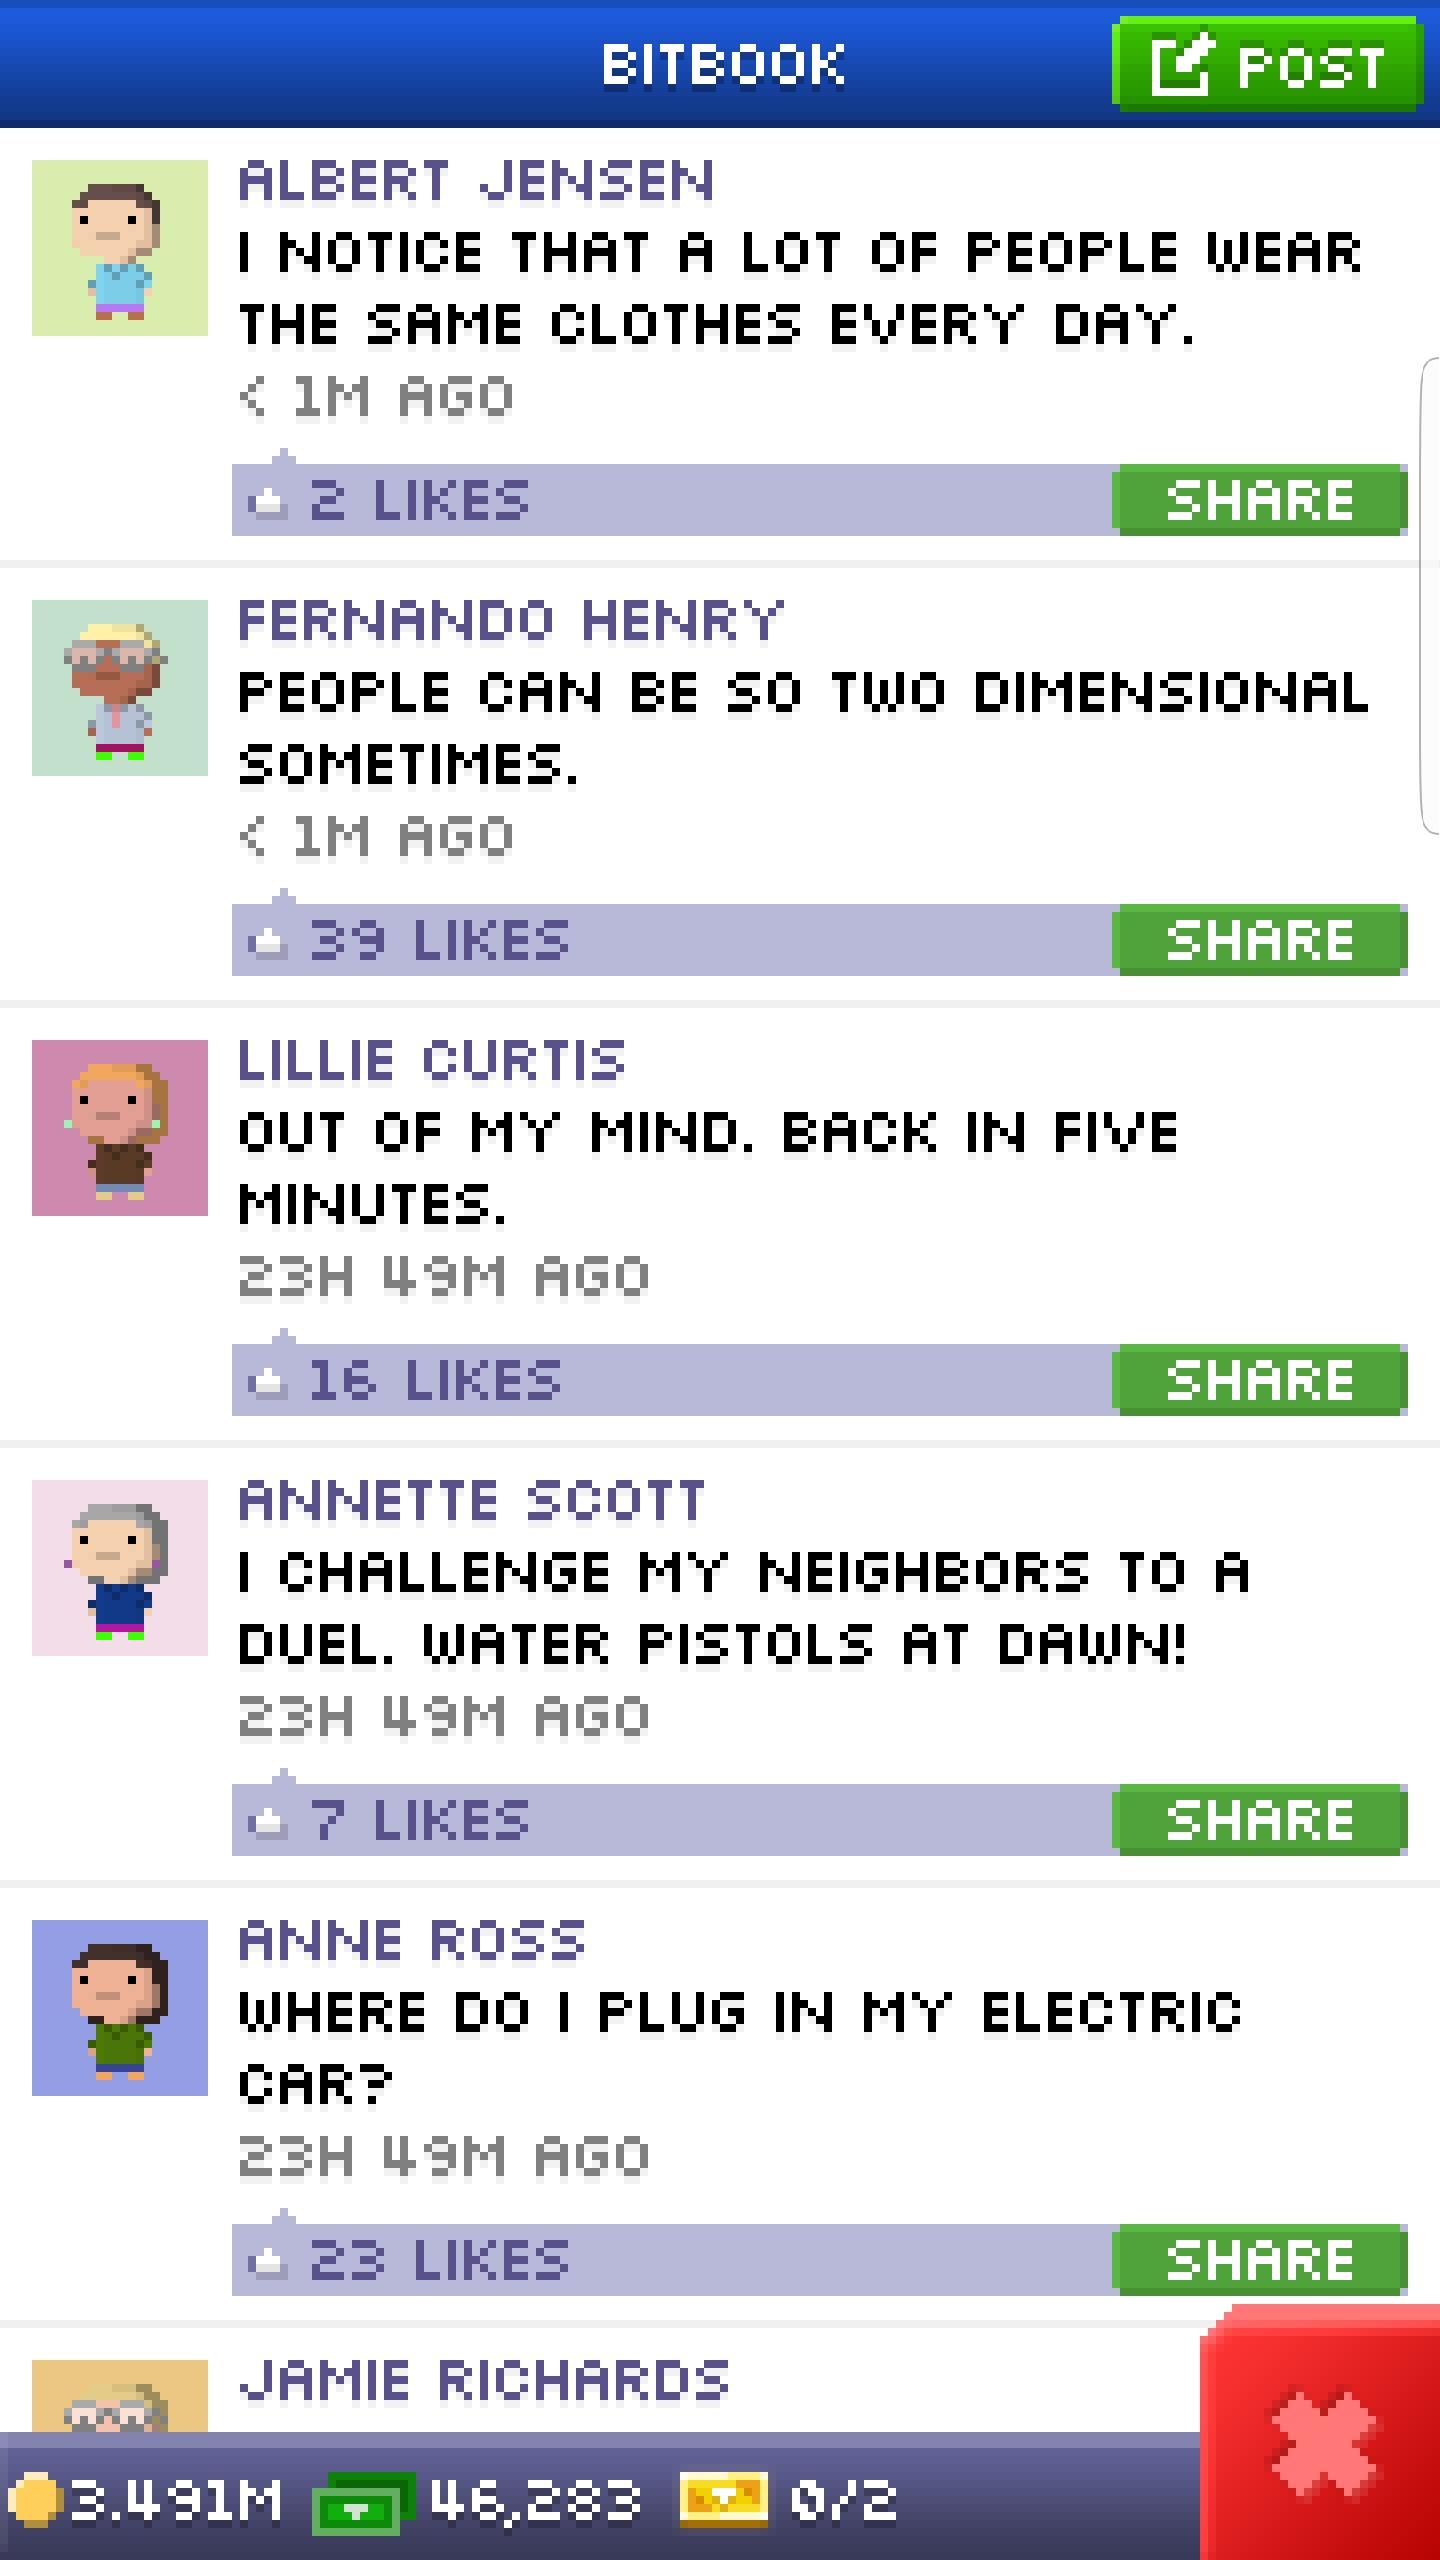 BITBOOK
POST
ALBERT JENSEN
I NOTICE THAT A LOT OF PEOPLE WEAR
THE SAME CLOTHES EVERY DAY.
< 1M AGO
2 LIKES
SHARE
FERNANDO HENRY
PEOPLE CAN BE SO TWO DIMENSIONAL
SOMETIMES.
< 1M AGO
39 LIKES
SHARE
LILLIE CURTIS
OUT OF MY MIND. BACK IN FIVE
MINUTES.
23H 49M AGO
16 LIKES
SHARE
ANNETTE SCOTT
I CHALLENGE MY NEIGHBORS TO A
DUEL. WATER PISTOLS AT DAWN!
23H 49M AGO
7 LIKES
SHARE
ANNE ROSS
WHERE DO I PLUG IN MY ELECTRIC
CAR?
23H 49M AGO
23 LIKES
SHARE
JAMIE RICHARDS
3.491M 46,283 0/2